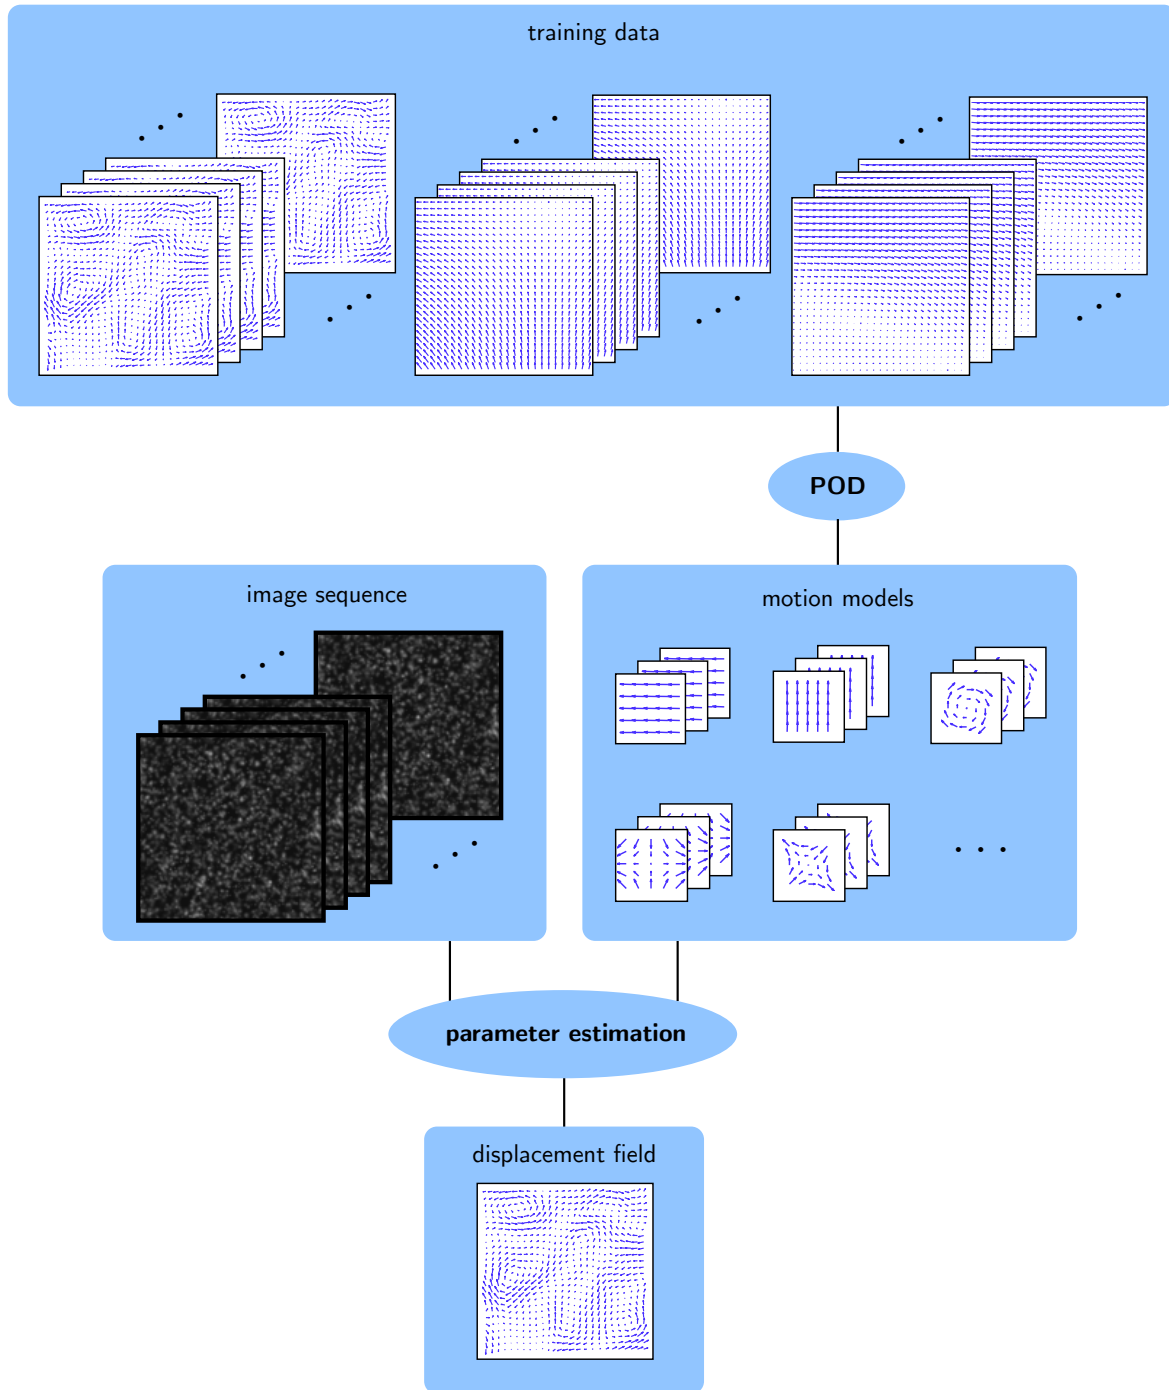 training data
POD
image sequence
motion models
parameter estimation
displacement field